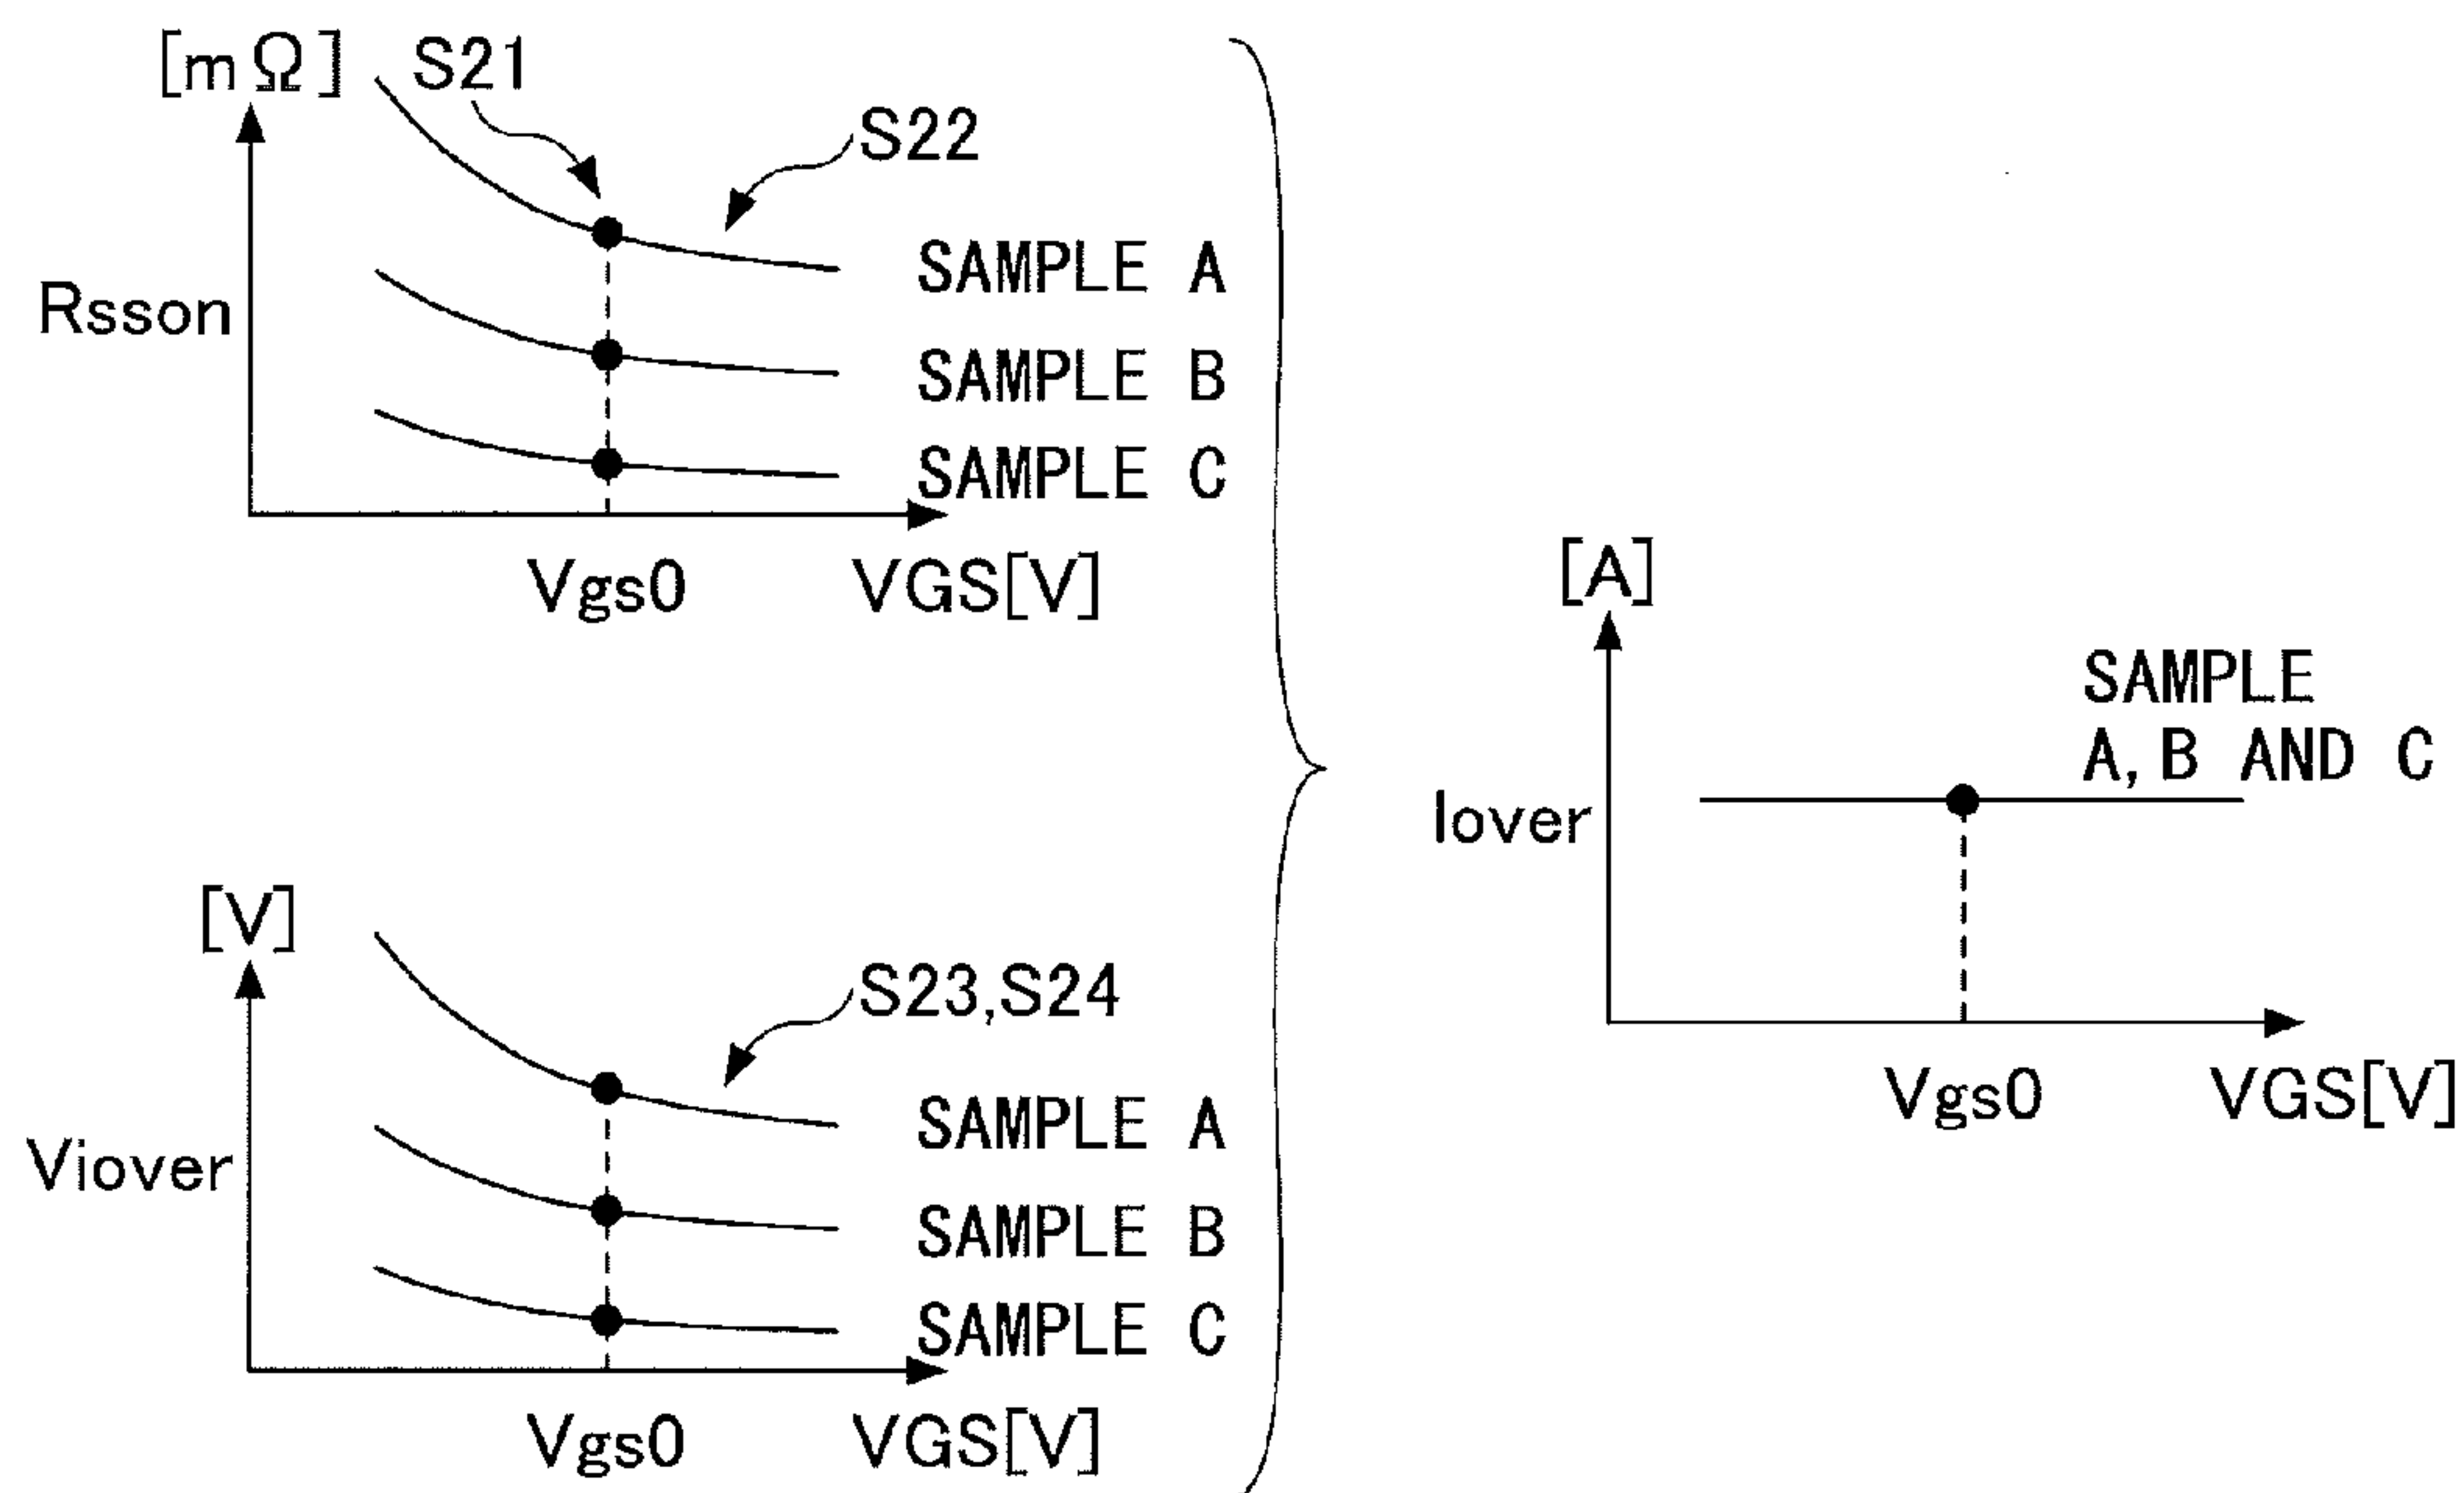 [mΩ]
S21
S22
Rsson
SAMPLE A
SAMPLE B
SAMPLE C
Vgs0
VGS[V]
[V]
S23,S24
Viover
SAMPLE A
SAMPLE B
SAMPLE C
Vgs0
VGS[V]
[A]
SAMPLE
A, B AND C
Iover
Vgs0
VGS[V]